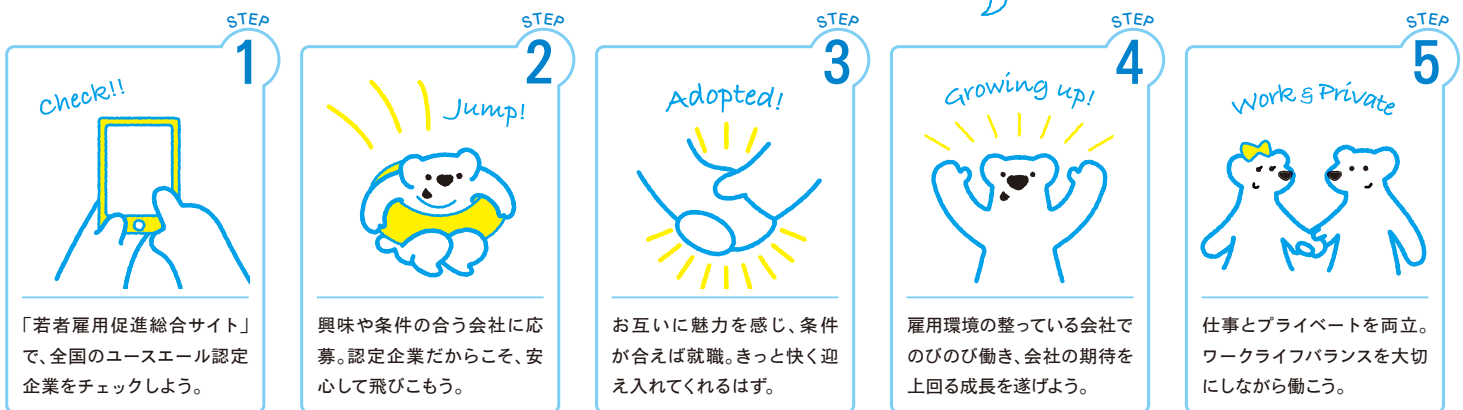 STEP
1
Check!!
「若者雇用促進総合サイト」
で、全国のユースエール認定
企業をチェックしよう。
STEP
2
Jump!
興味や条件の合う会社に応
募。認定企業だからこそ、安
心して飛びこもう。
STEP
3
Adopted!
お互いに魅力を感じ、条件
が合えば就職。きっと快く迎
え入れてくれるはず。
STEP
4
Growing up!
雇用環境の整っている会社で
のびのび働き、会社の期待を
上回る成長を遂げよう。
STEP
5
Work & Private
仕事とプライベートを両立。
ワークライフバランスを大切
にしながら働こう。